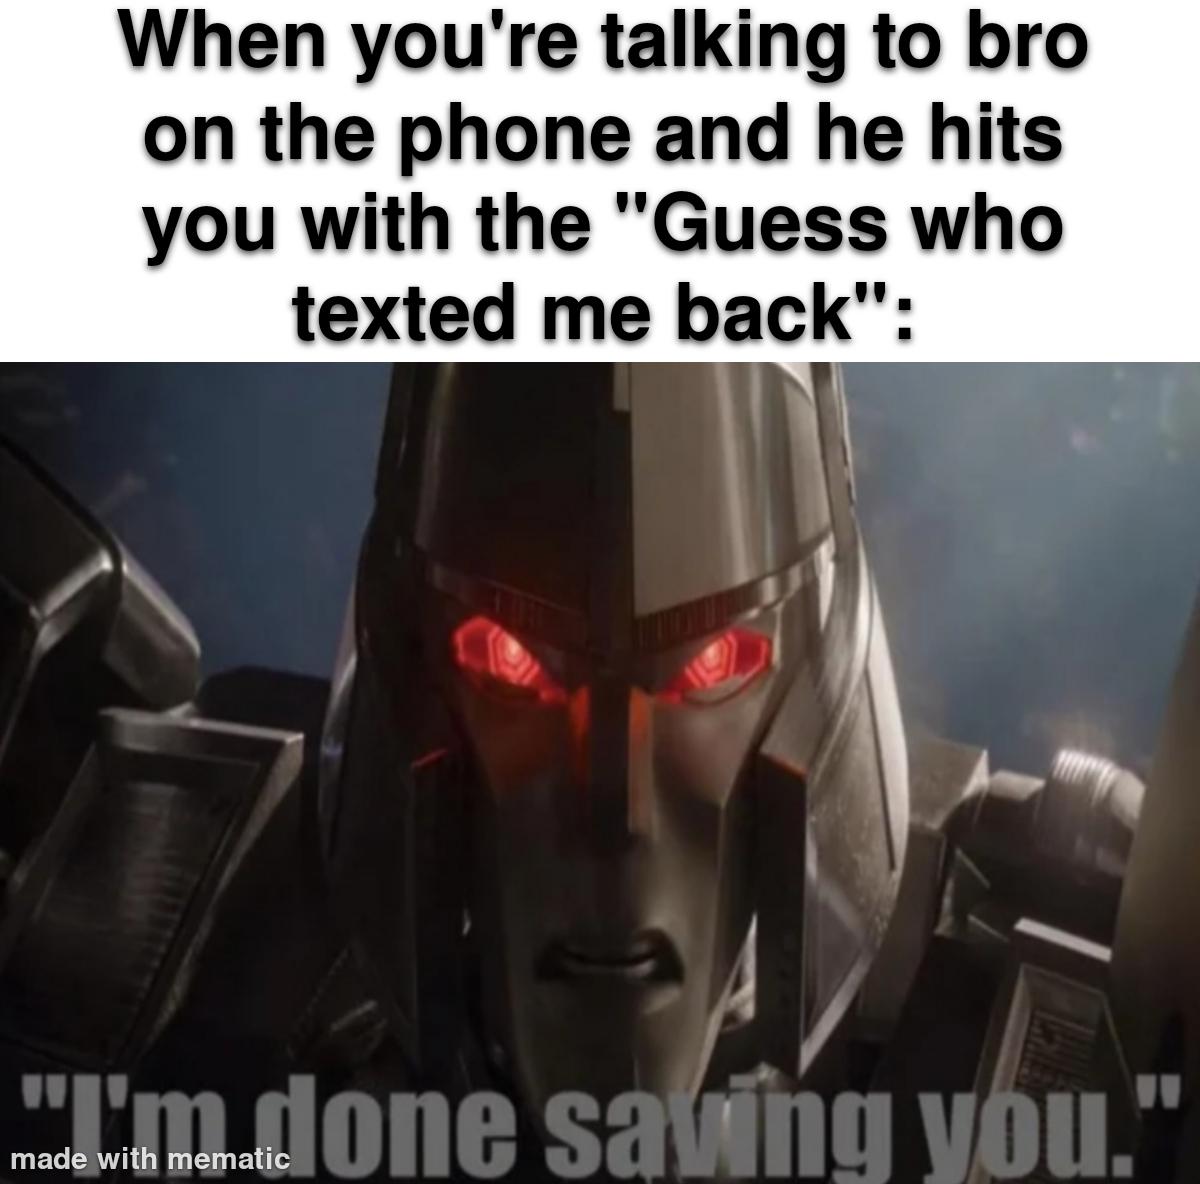 When you're talking to bro
on the phone and he hits
you with the "Guess who
texted me back":
"I'm done saving you."
made with mematic